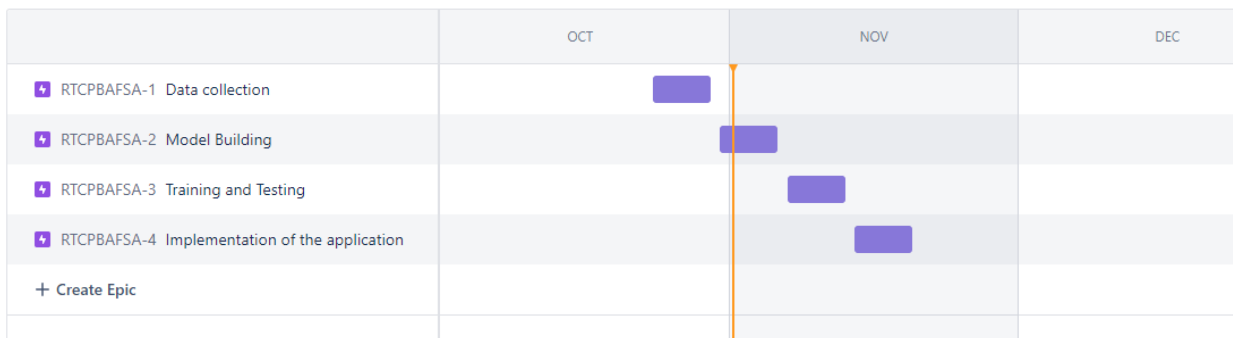 OCT NOV DEC
RTCPBAFSA-1 Data collection
RTCPBAFSA-2 Model Building
RTCPBAFSA-3 Training and Testing
RTCPBAFSA-4 Implementation of the application
+ Create Epic